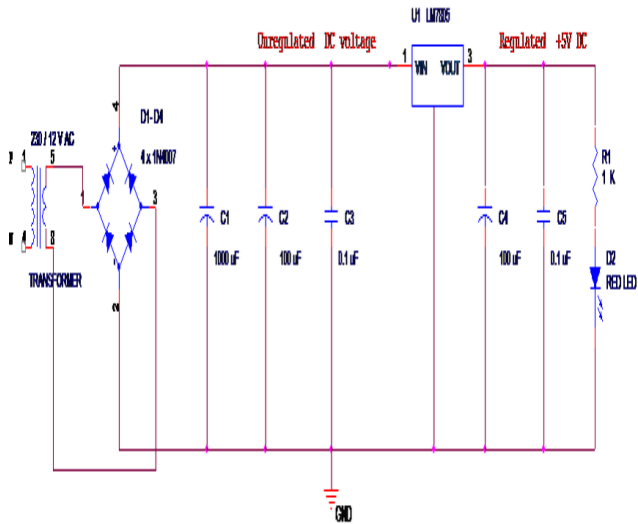 U1 LM7805
Unregulated DC voltage
Regulated +5V DC
1
VIN VOUT
3
4
D1-D4
4 x 1N4007
230 / 12 V AC
1
5
1
3
4
8
TRANSFORMER
2
C1
1000 uF
C2
100 uF
C3
0.1 uF
C4
100 uF
C5
0.1 uF
R1
1 K
D2
RED LED
GND